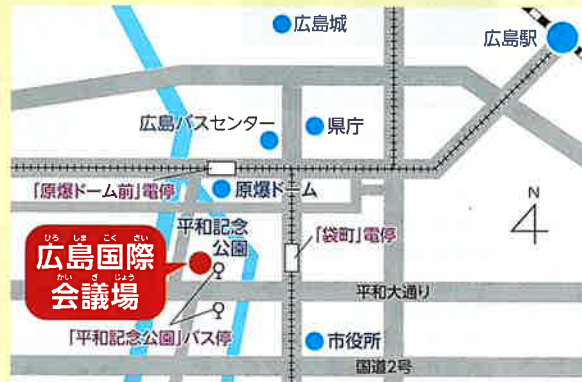 広島城
広島駅
広島バスセンター
県庁
「原爆ドーム前」電停
原爆ドーム
N
平和記念
公園
「袋町」電停
ひろ しま こく さい
広島国際
かい ぎ じょう
会議場
平和大通り
「平和記念公園」バス停
市役所
国道2号